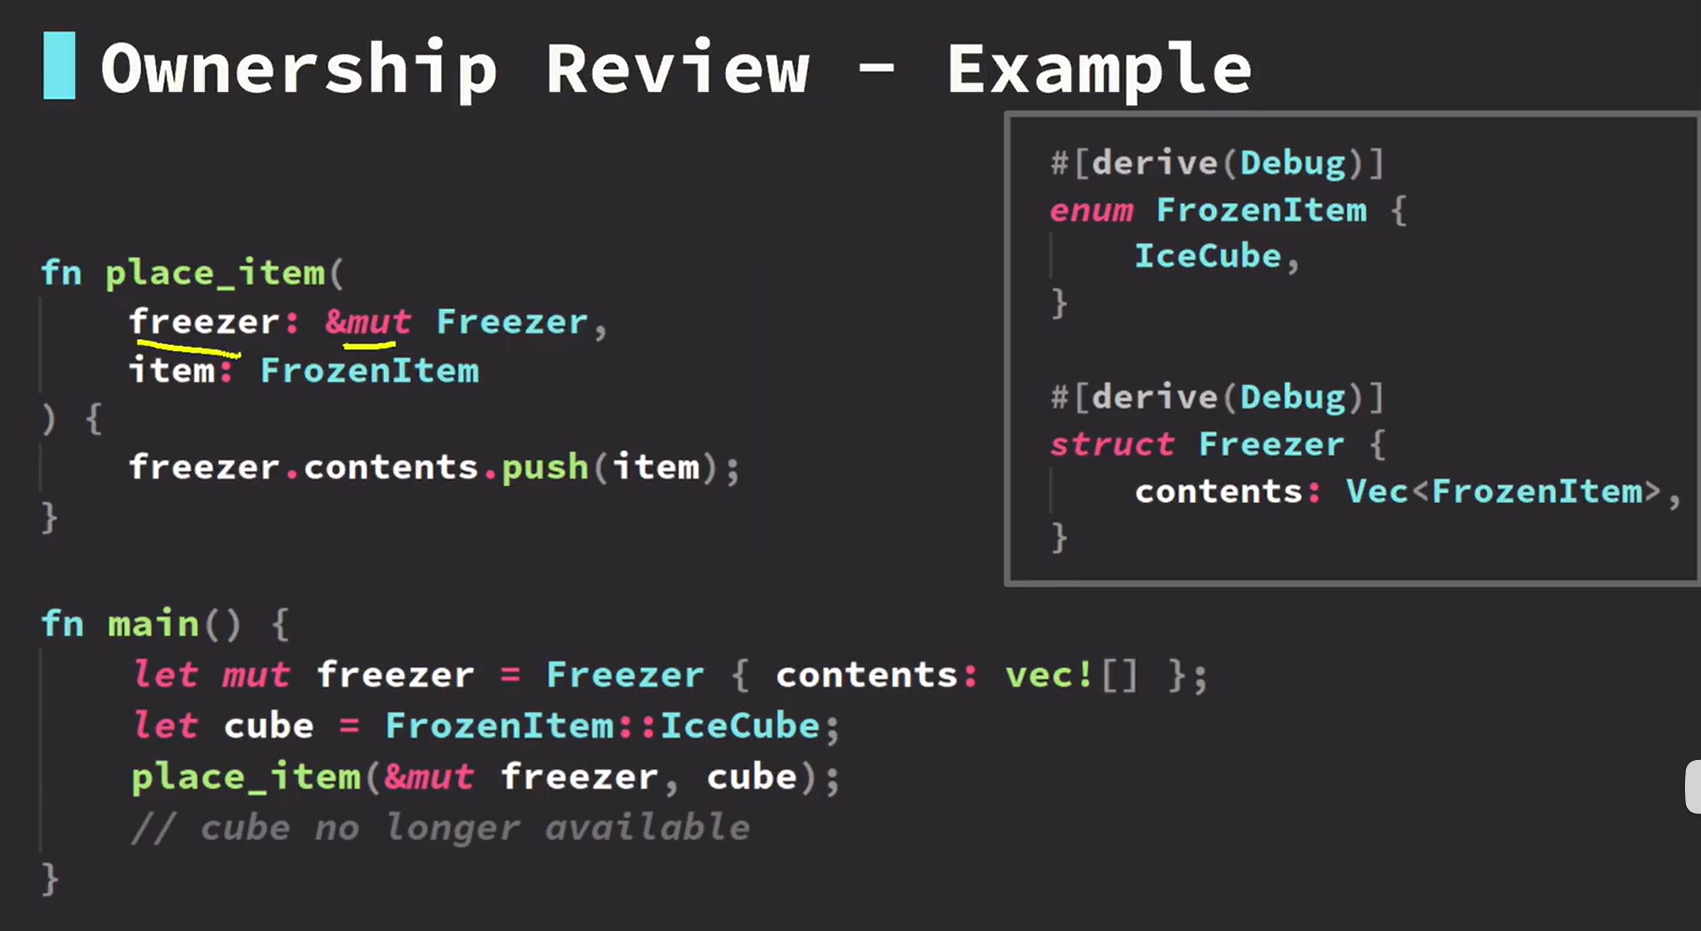 Ownership Review - Example
fn place_item(
freezer: &mut Freezer,
item: FrozenItem
) {
freezer.contents.push(item);
}
fn main() {
let mut freezer = Freezer { contents: vec![] };
let cube = FrozenItem::IceCube;
place_item(&mut freezer, cube);
// cube no longer available
}
#[derive(Debug)]
enum FrozenItem {
IceCube,
}
#[derive(Debug)]
struct Freezer {
contents: Vec<FrozenItem>,
}